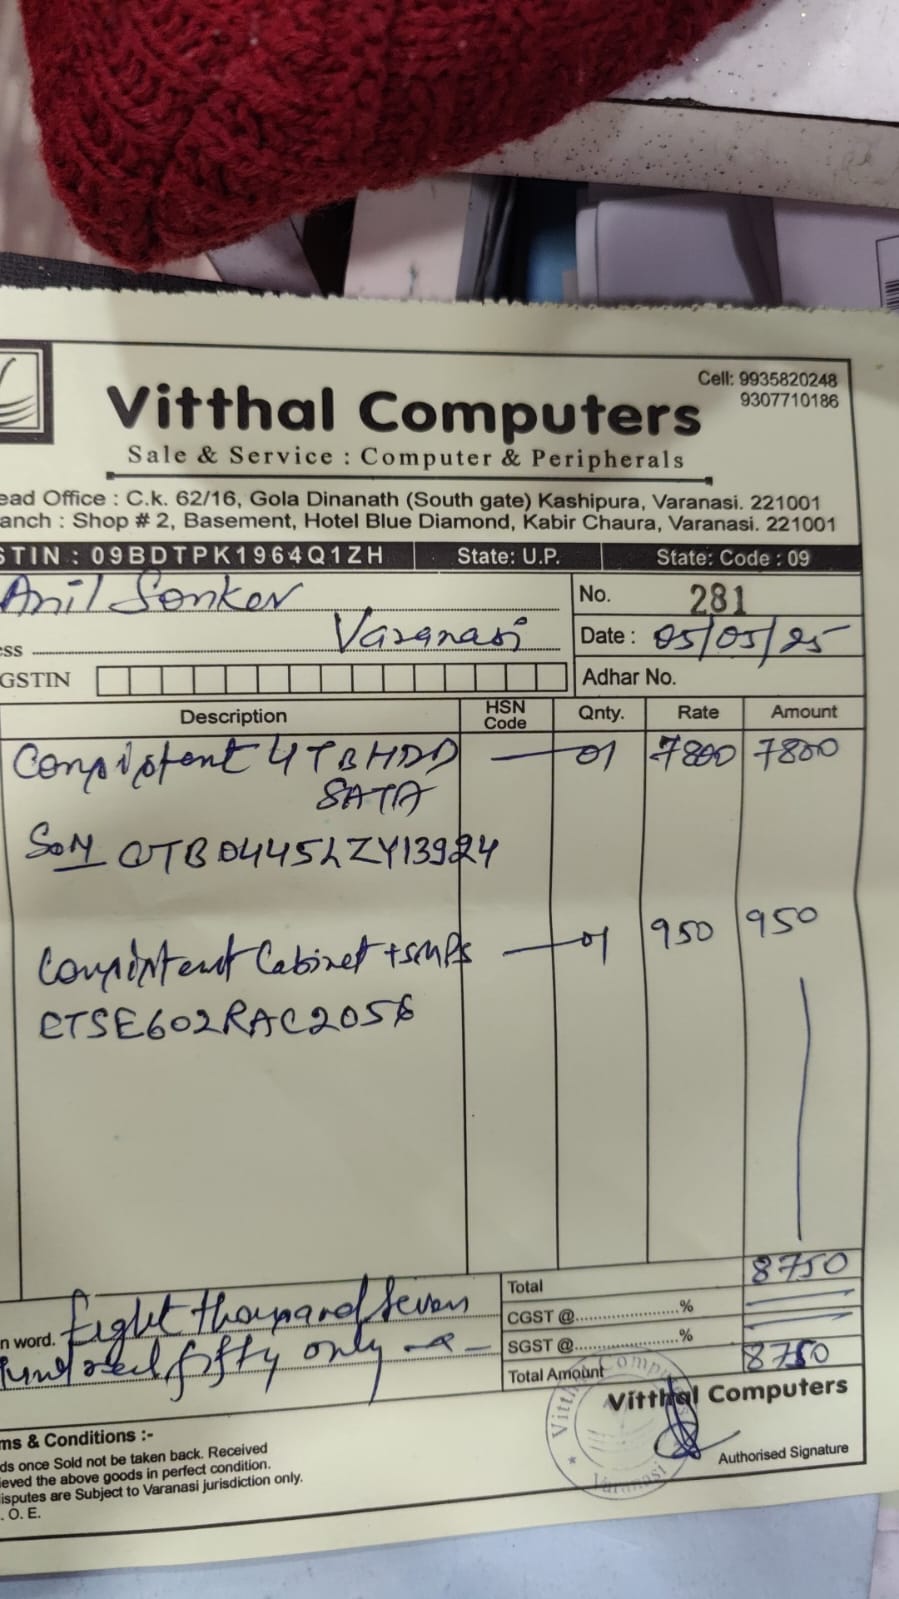 Cell: 9935820248
9307710186
Vitthal Computers
Sale & Service : Computer & Peripherals
ead Office : C.k. 62/16, Gola Dinanath (South gate) Kashipura, Varanasi. 221001
anch : Shop # 2, Basement, Hotel Blue Diamond, Kabir Chaura, Varanasi. 221001
STIN : 09BDTPK1964Q1ZH State: U.P. State: Code : 09
Anil Sonker
No. 281
ess Varanasi
Date : 05/05/25
GSTIN
Adhar No.
Description HSN Code Qnty. Rate Amount
Consistent 4TB HDD — 01 7800 7800
SATA
CTB0445LZY13924
Consistent Cabinet + SMPS — 01 950 950
CTSE602RAC2056
Total 8750
CGST @ %
SGST @ %
Total Amount 8750
n word. Eight thousand Seven
hundred fifty only
Vitthal Computers
Vitthal Computers
Varanasi
Authorised Signature
ms & Conditions :-
ds once Sold not be taken back. Received
ieved the above goods in perfect condition.
isputes are Subject to Varanasi jurisdiction only.
. O. E.